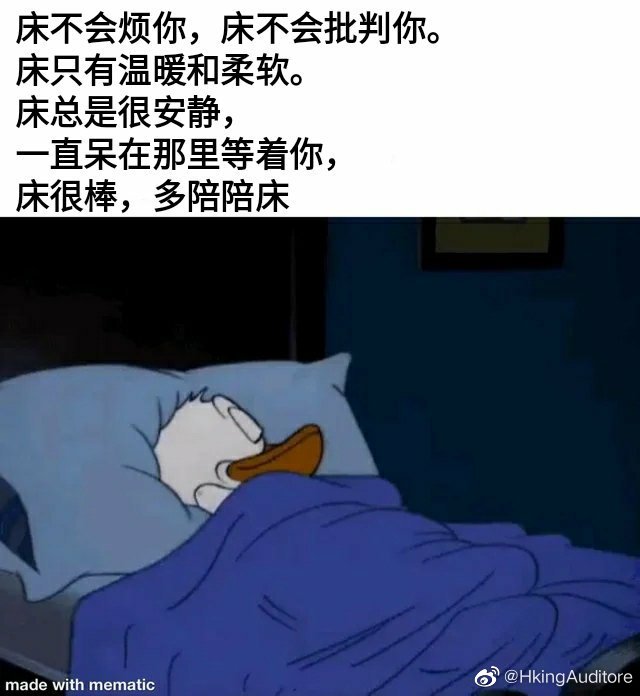 床不会烦你，床不会批判你。
床只有温暖和柔软。
床总是很安静，
一直呆在那里等着你，
床很棒，多陪陪床
made with mematic
@HkingAuditore